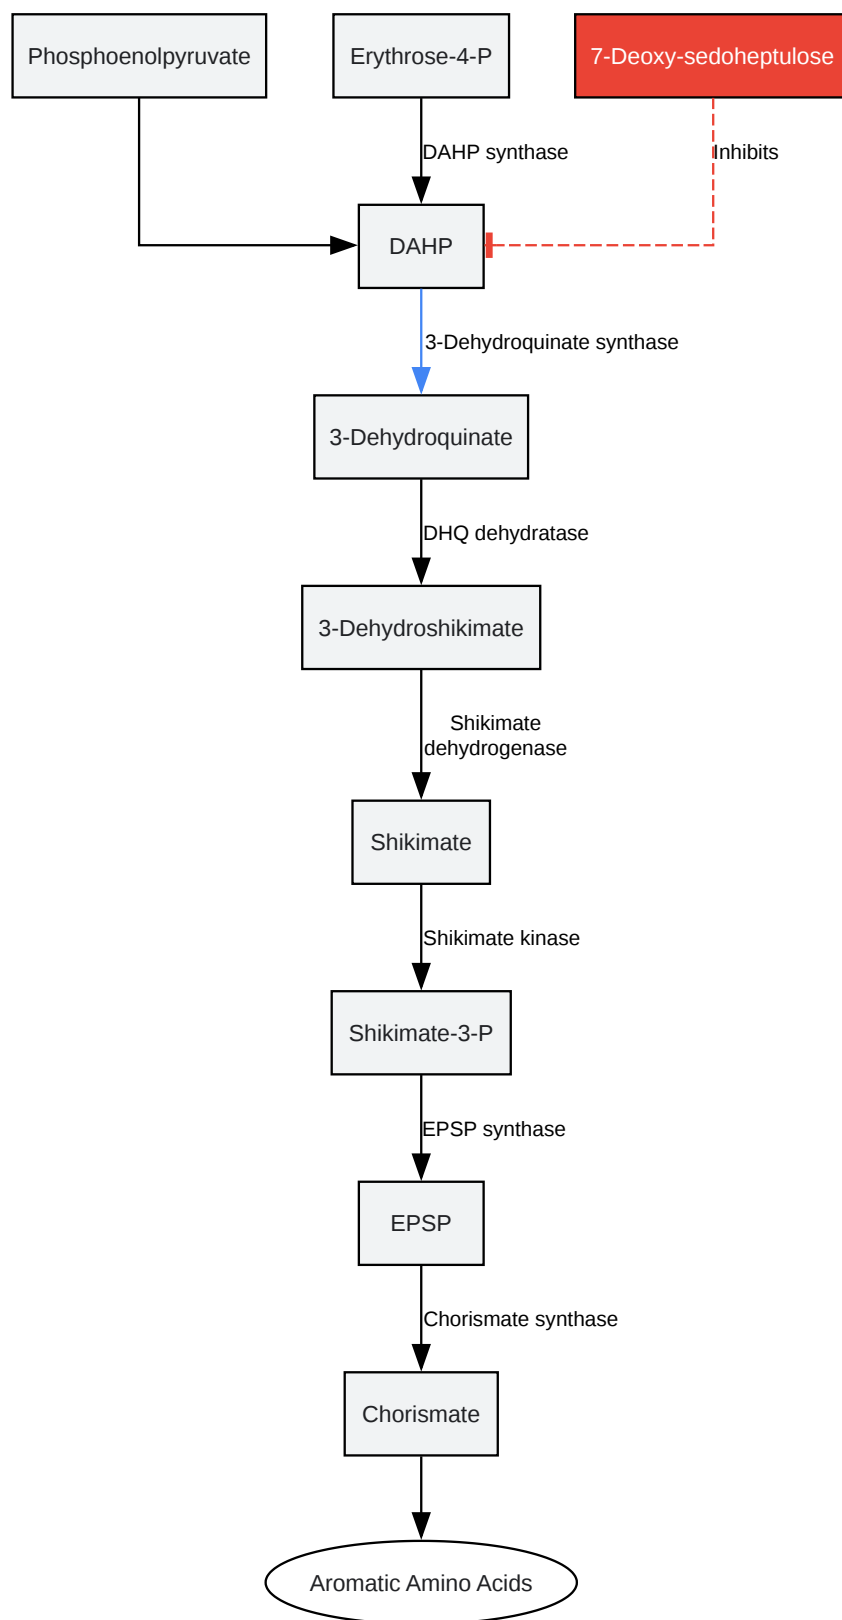 Phosphoenolpyruvate
Erythrose-4-P
7-Deoxy-sedoheptulose
DAHP synthase
Inhibits
DAHP
3-Dehydroquinate synthase
3-Dehydroquinate
DHQ dehydratase
3-Dehydroshikimate
Shikimate
dehydrogenase
Shikimate
Shikimate kinase
Shikimate-3-P
EPSP synthase
EPSP
Chorismate synthase
Chorismate
Aromatic Amino Acids